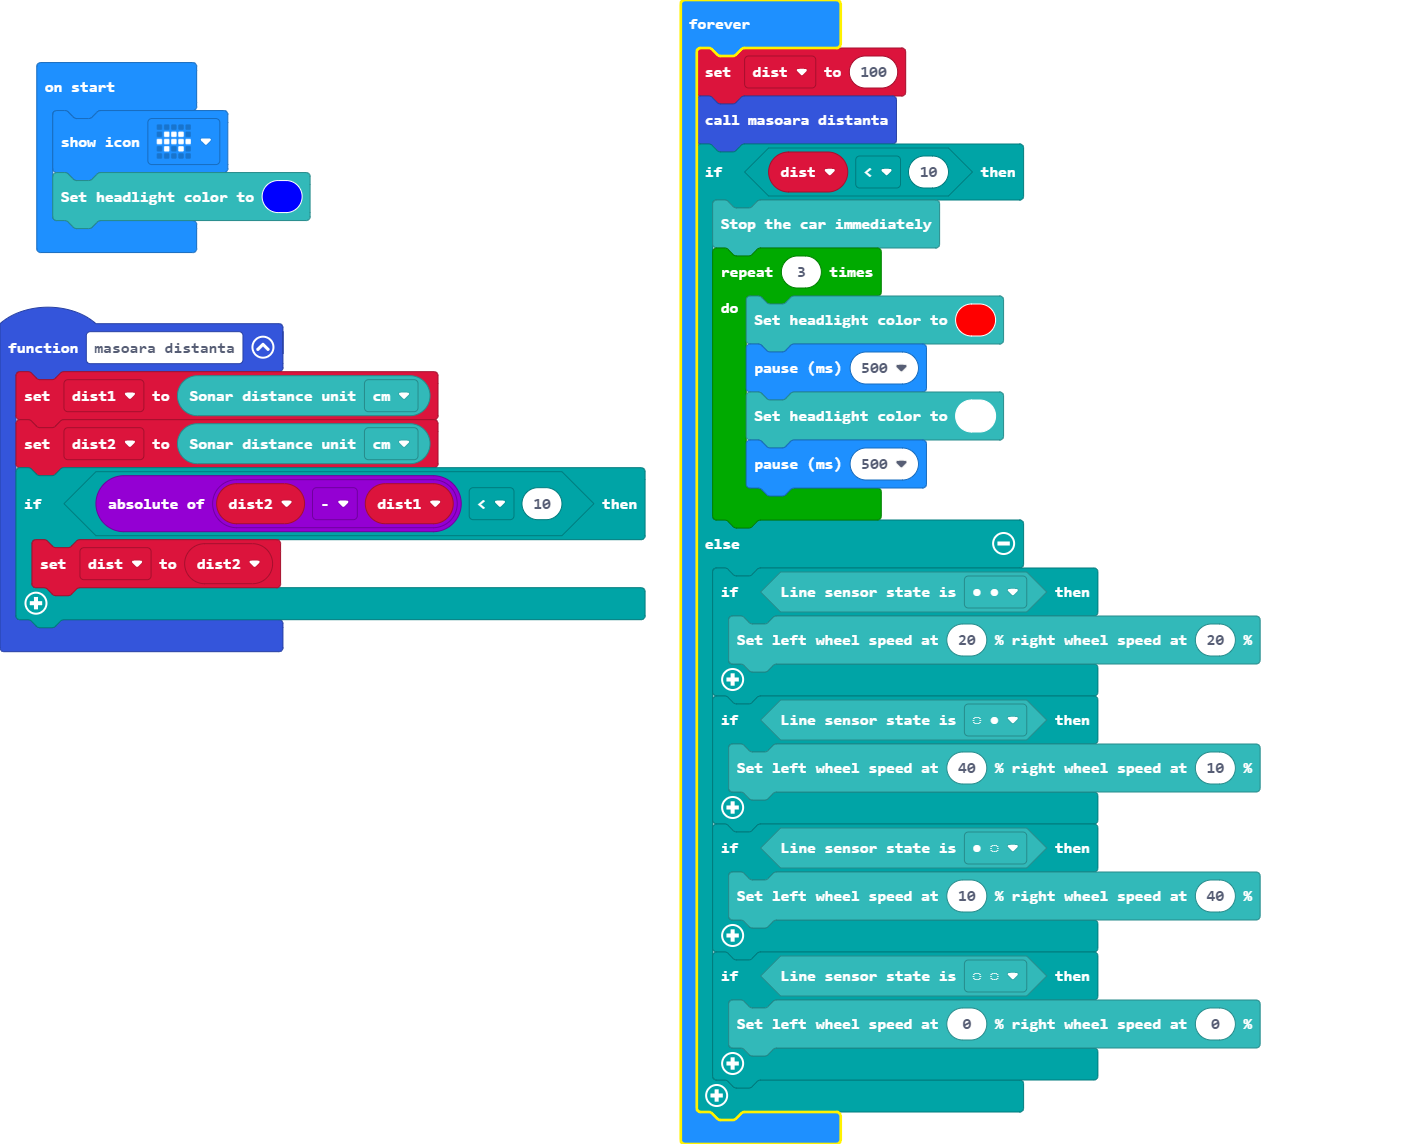 on start
show icon
Set headlight color to
function masoara distanta
set dist1 to Sonar distance unit cm
set dist2 to Sonar distance unit cm
if absolute of dist2 - dist1 < 10 then
set dist to dist2
forever
set dist to 100
call masoara distanta
if dist < 10 then
Stop the car immediately
repeat 3 times
do
Set headlight color to
pause (ms) 500
Set headlight color to
pause (ms) 500
else
if Line sensor state is ● ● then
Set left wheel speed at 20 % right wheel speed at 20 %
if Line sensor state is ◌ ● then
Set left wheel speed at 40 % right wheel speed at 10 %
if Line sensor state is ● ◌ then
Set left wheel speed at 10 % right wheel speed at 40 %
if Line sensor state is ◌ ◌ then
Set left wheel speed at 0 % right wheel speed at 0 %